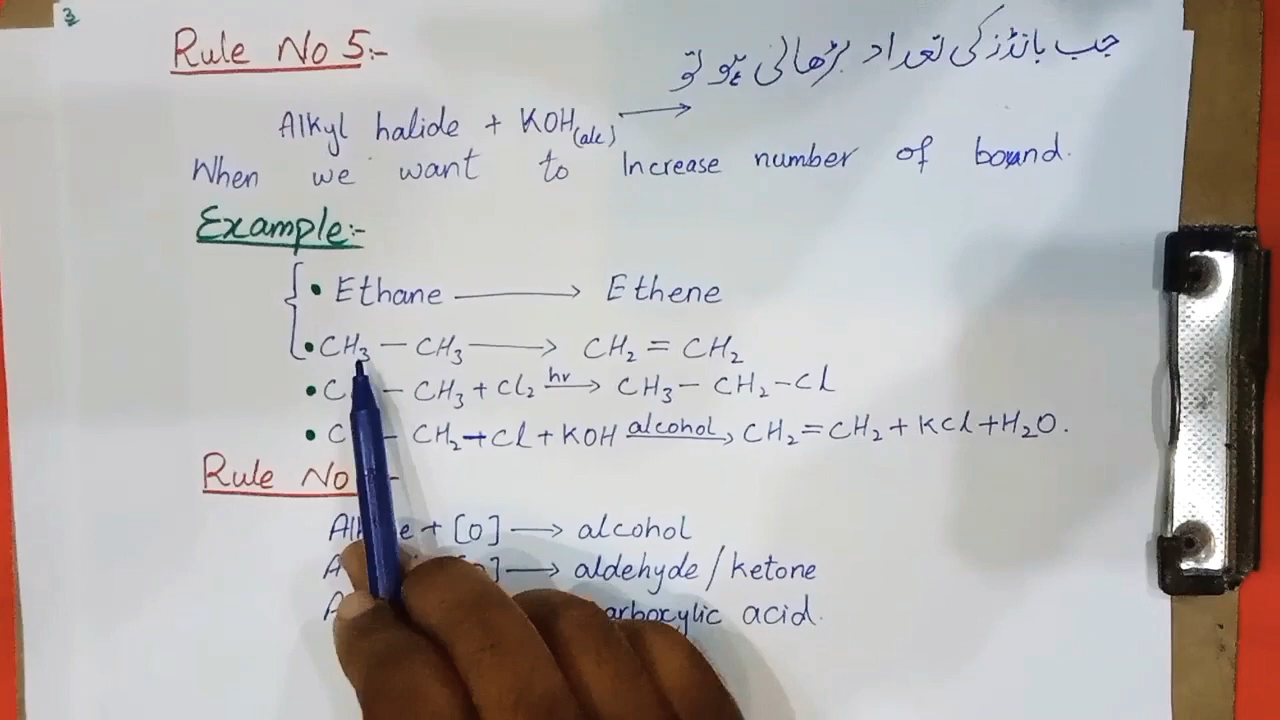 3
Rule No 5:-
جب بانڈز کی تعداد بڑھانی ہو تو
Alkyl halide + KOH(alc) ⟶
When we want to Increase number of bound.
Example:-
• Ethane ⟶ Ethene
• CH₃ – CH₃ ⟶ CH₂ = CH₂
• – CH₃ + Cl₂ hv⟶ CH₃ – CH₂ – Cl
• – CH₂ – Cl + KOH alcohol⟶ CH₂ = CH₂ + KCl + H₂O.
Rule No
+ [O] ⟶ alcohol
⟶ aldehyde / ketone
acid.